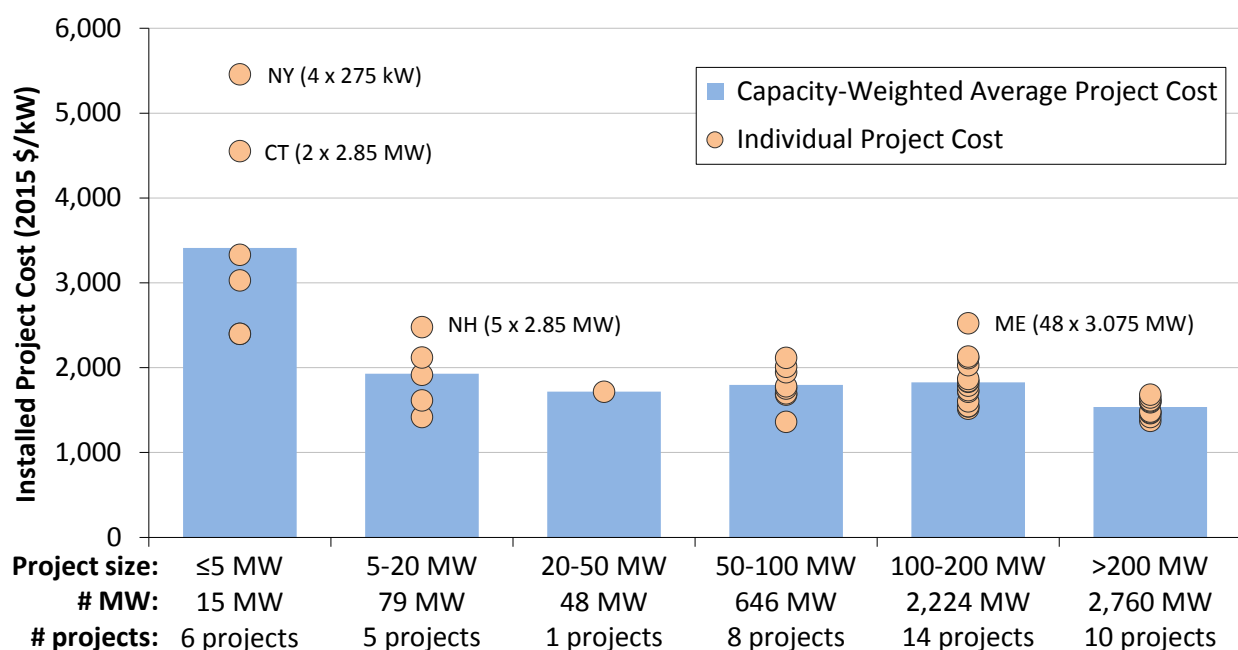 Installed Project Cost (2015 $/kW)
6,000
5,000
4,000
3,000
2,000
1,000
0
NY (4 x 275 kW)
CT (2 x 2.85 MW)
NH (5 x 2.85 MW)
ME (48 x 3.075 MW)
Capacity-Weighted Average Project Cost
Individual Project Cost
Project size: ≤5 MW 5-20 MW 20-50 MW 50-100 MW 100-200 MW >200 MW
# MW: 15 MW 79 MW 48 MW 646 MW 2,224 MW 2,760 MW
# projects: 6 projects 5 projects 1 projects 8 projects 14 projects 10 projects